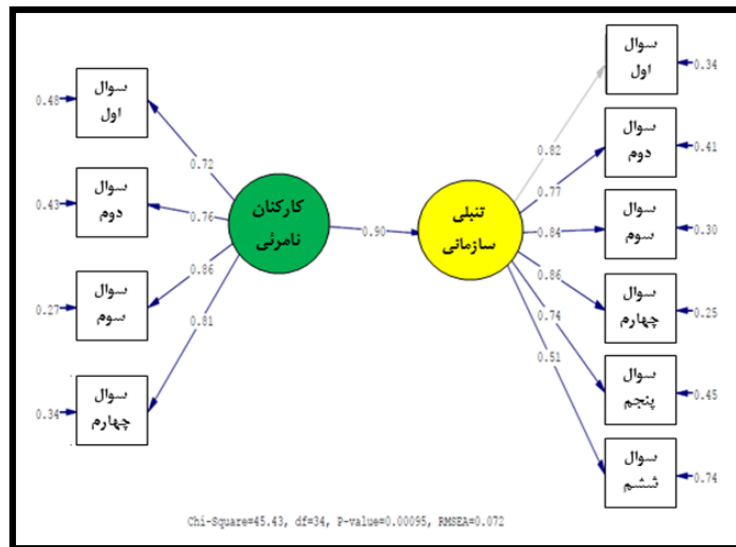 سوال
اول
0.48
سوال
دوم
0.43
سوال
سوم
0.27
سوال
چهارم
0.34
0.72
0.76
0.86
0.81
کارکنان
نامرئی
0.90
تنبلی
سازمانی
0.82
0.77
0.84
0.86
0.74
0.51
سوال
اول
0.34
سوال
دوم
0.41
سوال
سوم
0.30
سوال
چهارم
0.25
سوال
پنجم
0.45
سوال
ششم
0.74
Chi-Square=45.43, df=34, P-value=0.00095, RMSEA=0.072